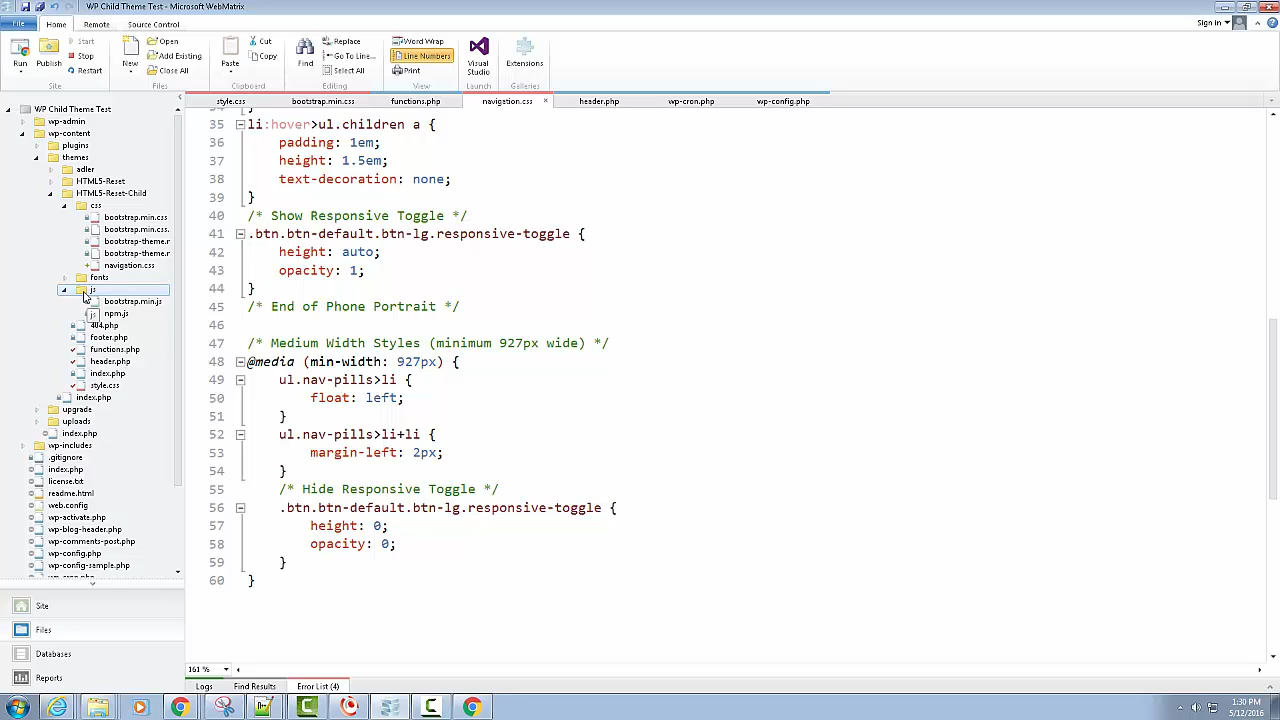 WP Child Theme Test - Microsoft WebMatrix
File Home Remote Source Control Sign in
Run Publish Start Stop Restart Site
New Open Add Existing Close All Files
Paste Cut Copy Clipboard
Find Replace Go To Line... Select All Editing
Word Wrap Line Numbers Print View
Visual Studio Launch
Extensions Galleries
style.css bootstrap.min.css functions.php navigation.css × header.php wp-cron.php wp-config.php
WP Child Theme Test
wp-admin
wp-content
plugins
themes
adler
HTML5-Reset
HTML5-Reset-Child
css
bootstrap.min.css
bootstrap.min.css.
bootstrap-theme.r
bootstrap-theme.r
navigation.css
fonts
js
bootstrap.min.js
npm.js
js
404.php
footer.php
functions.php
header.php
index.php
style.css
index.php
upgrade
uploads
index.php
wp-includes
.gitignore
index.php
license.txt
readme.html
web.config
wp-activate.php
wp-blog-header.php
wp-comments-post.php
wp-config.php
wp-config-sample.php
Site
Files
Databases
Reports
35 li:hover>ul.children a {
36 padding: 1em;
37 height: 1.5em;
38 text-decoration: none;
39 }
40 /* Show Responsive Toggle */
41 .btn.btn-default.btn-lg.responsive-toggle {
42 height: auto;
43 opacity: 1;
44 }
45 /* End of Phone Portrait */
46
47 /* Medium Width Styles (minimum 927px wide) */
48 @media (min-width: 927px) {
49 ul.nav-pills>li {
50 float: left;
51 }
52 ul.nav-pills>li+li {
53 margin-left: 2px;
54 }
55 /* Hide Responsive Toggle */
56 .btn.btn-default.btn-lg.responsive-toggle {
57 height: 0;
58 opacity: 0;
59 }
60 }
161 %
Logs Find Results Error List (4)
1:30 PM
5/12/2016